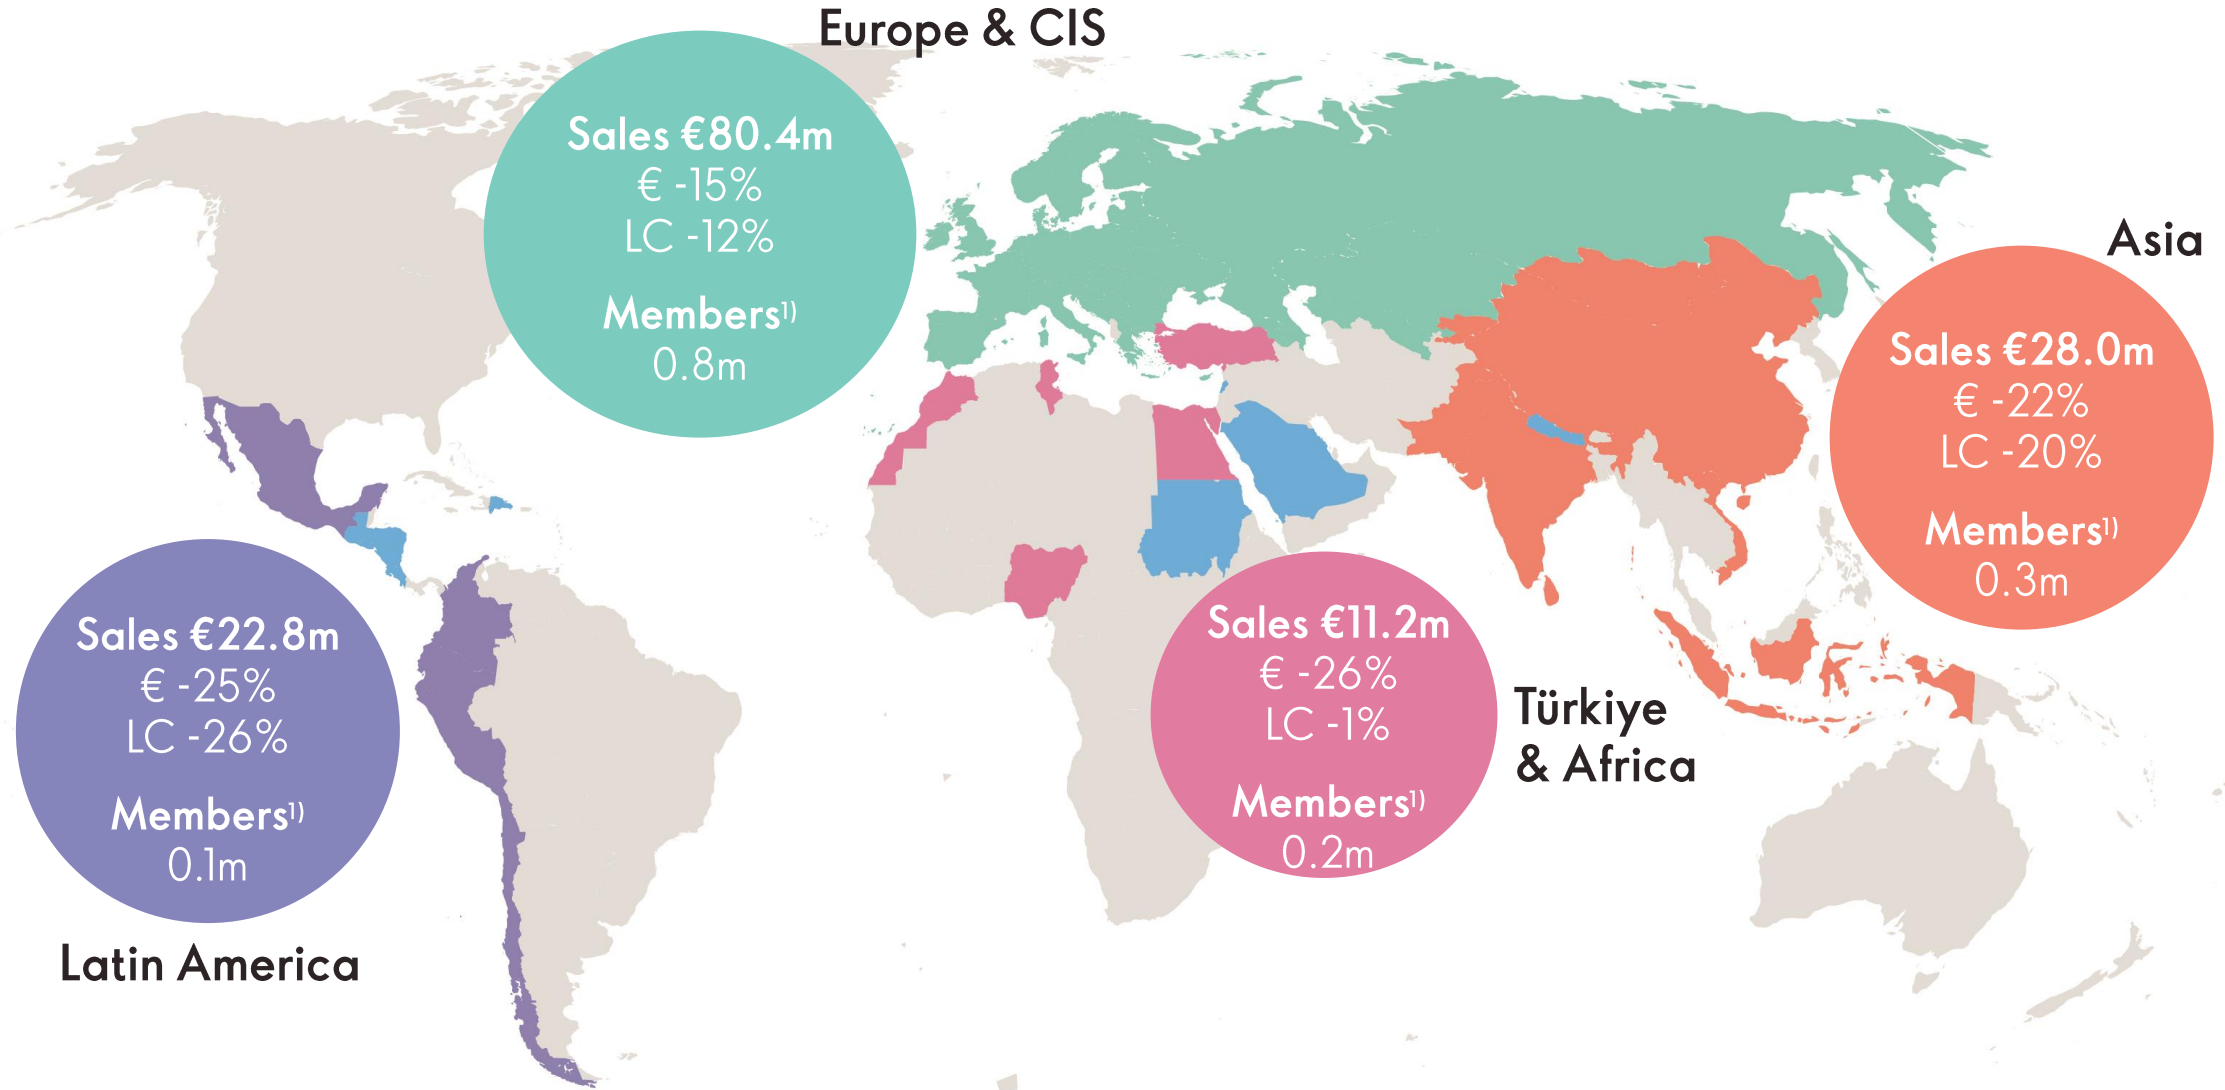 Europe & CIS
Sales €80.4m
€ -15%
LC -12%
Members¹⁾
0.8m
Asia
Sales €28.0m
€ -22%
LC -20%
Members¹⁾
0.3m
Sales €22.8m
€ -25%
LC -26%
Members¹⁾
0.1m
Latin America
Sales €11.2m
€ -26%
LC -1%
Members¹⁾
0.2m
Türkiye
& Africa